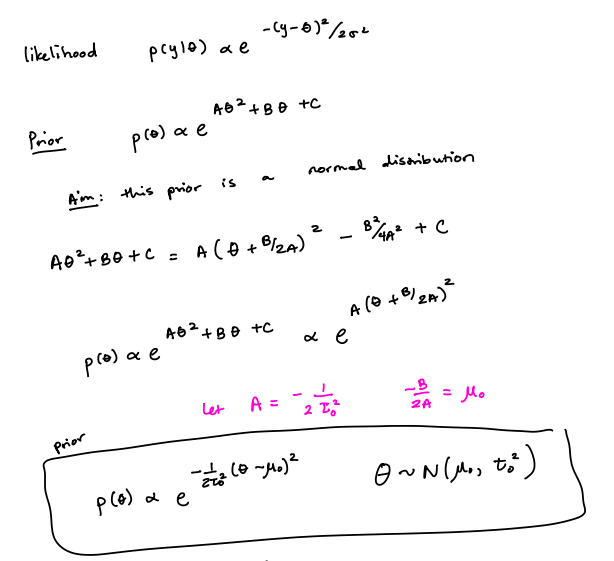 likelihood p(y|θ) ∝ e^{-(y-θ)²/2σ²}
Prior p(θ) ∝ e^{Aθ²+Bθ+C}
Aim: this prior is a normal distribution
Aθ²+Bθ+C = A(θ + B/2A)² - B²/4A² + C
p(θ) ∝ e^{Aθ²+Bθ+C} ∝ e^{A(θ+B/2A)²}
Let A = -1/2τ₀² -B/2A = μ₀
prior
p(θ) ∝ e^{-1/2τ₀²(θ-μ₀)²} θ ~ N(μ₀, τ₀²)